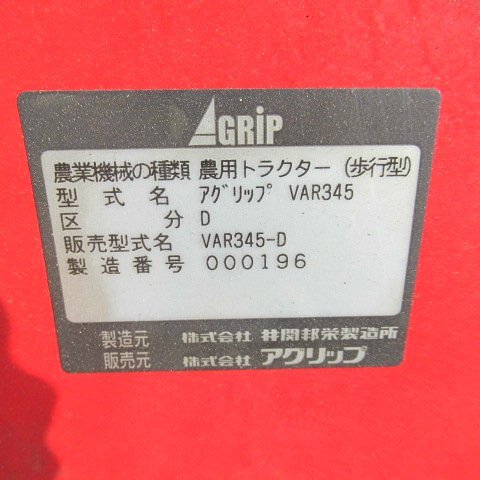 AGRiP
農業機械の種類 農用トラクター (歩行型)
型式名 アグリップ VAR345
区分 D
販売型式名 VAR345-D
製造番号 000196
製造元 株式会社 井関邦栄製造所
販売元 株式会社 アグリップ